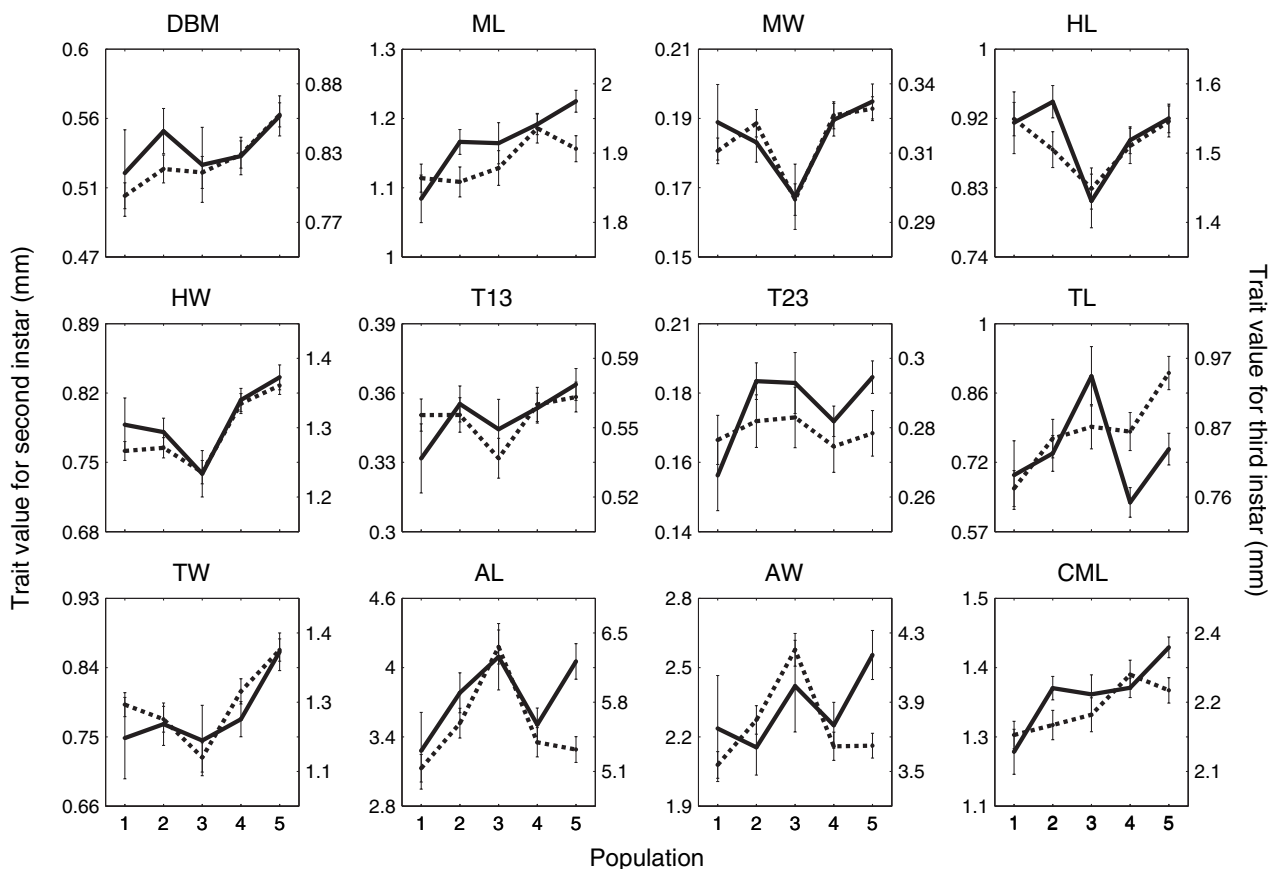 DBM ML MW HL
0.6 1.3 0.21 1
0.88 2 0.34 1.6
0.56 1.2 0.19 0.92
0.83 1.9 0.31 1.5
0.51 1.1 0.17 0.83
0.77 1.8 0.29 1.4
0.47 1 0.15 0.74
HW T13 T23 TL
0.89 0.39 0.21 1
1.4 0.59 0.3 0.97
0.82 0.36 0.18 0.86
1.3 0.55 0.28 0.87
0.75 0.33 0.16 0.72
1.2 0.52 0.26 0.76
0.68 0.3 0.14 0.57
TW AL AW CML
0.93 4.6 2.8 1.5
1.4 6.5 4.3 2.4
0.84 4 2.5 1.4
1.3 5.8 3.9 2.2
0.75 3.4 2.2 1.3
1.1 5.1 3.5 2.1
0.66 2.8 1.9 1.1
1 2 3 4 5 1 2 3 4 5 1 2 3 4 5 1 2 3 4 5
Population
Trait value for second instar (mm)
Trait value for third instar (mm)